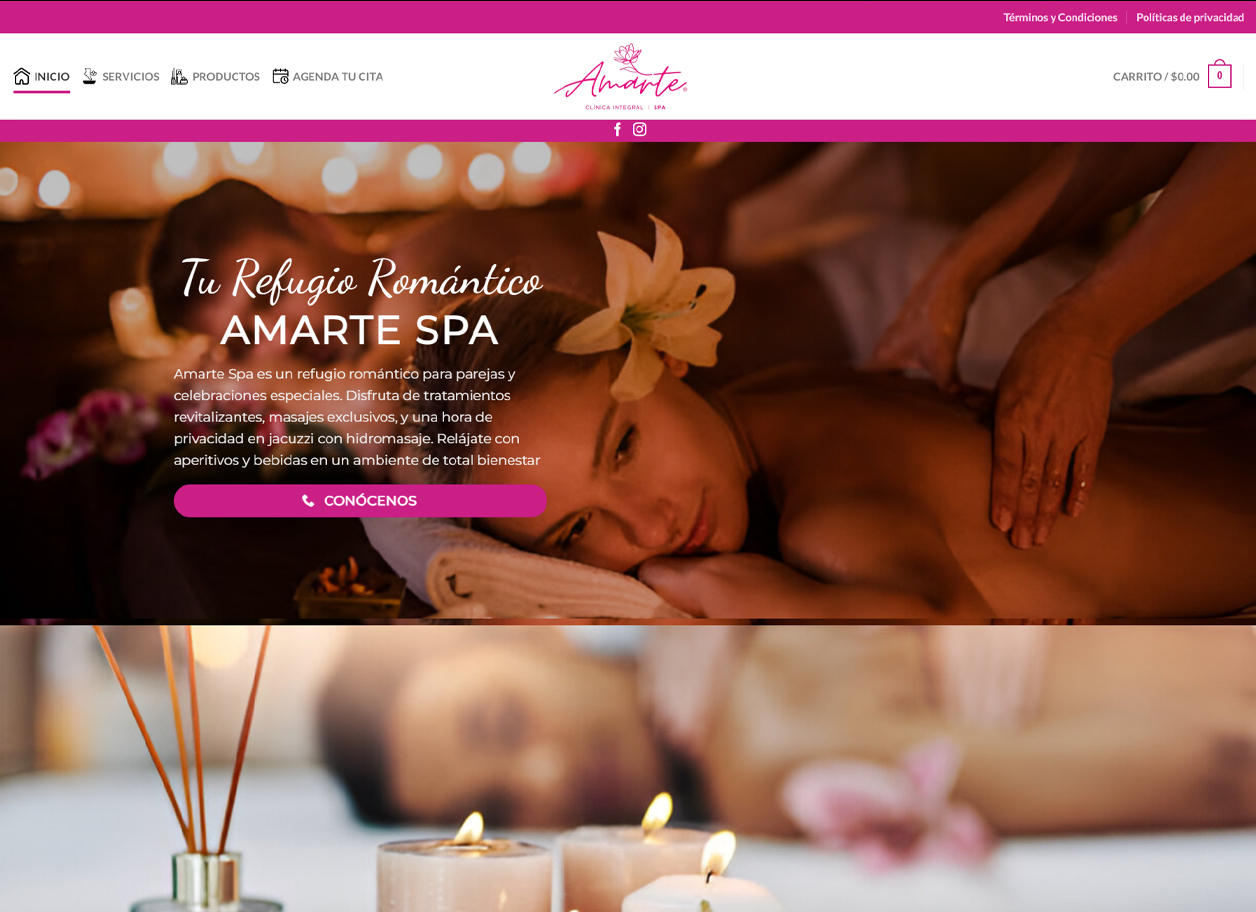 Términos y Condiciones
Políticas de privacidad
INICIO
SERVICIOS
PRODUCTOS
AGENDA TU CITA
Amarte®
CLÍNICA INTEGRAL | SPA
CARRITO / $0.00
0
Tu Refugio Romántico
AMARTE SPA
Amarte Spa es un refugio romántico para parejas y
celebraciones especiales. Disfruta de tratamientos
revitalizantes, masajes exclusivos, y una hora de
privacidad en jacuzzi con hidromasaje. Relájate con
aperitivos y bebidas en un ambiente de total bienestar
CONÓCENOS